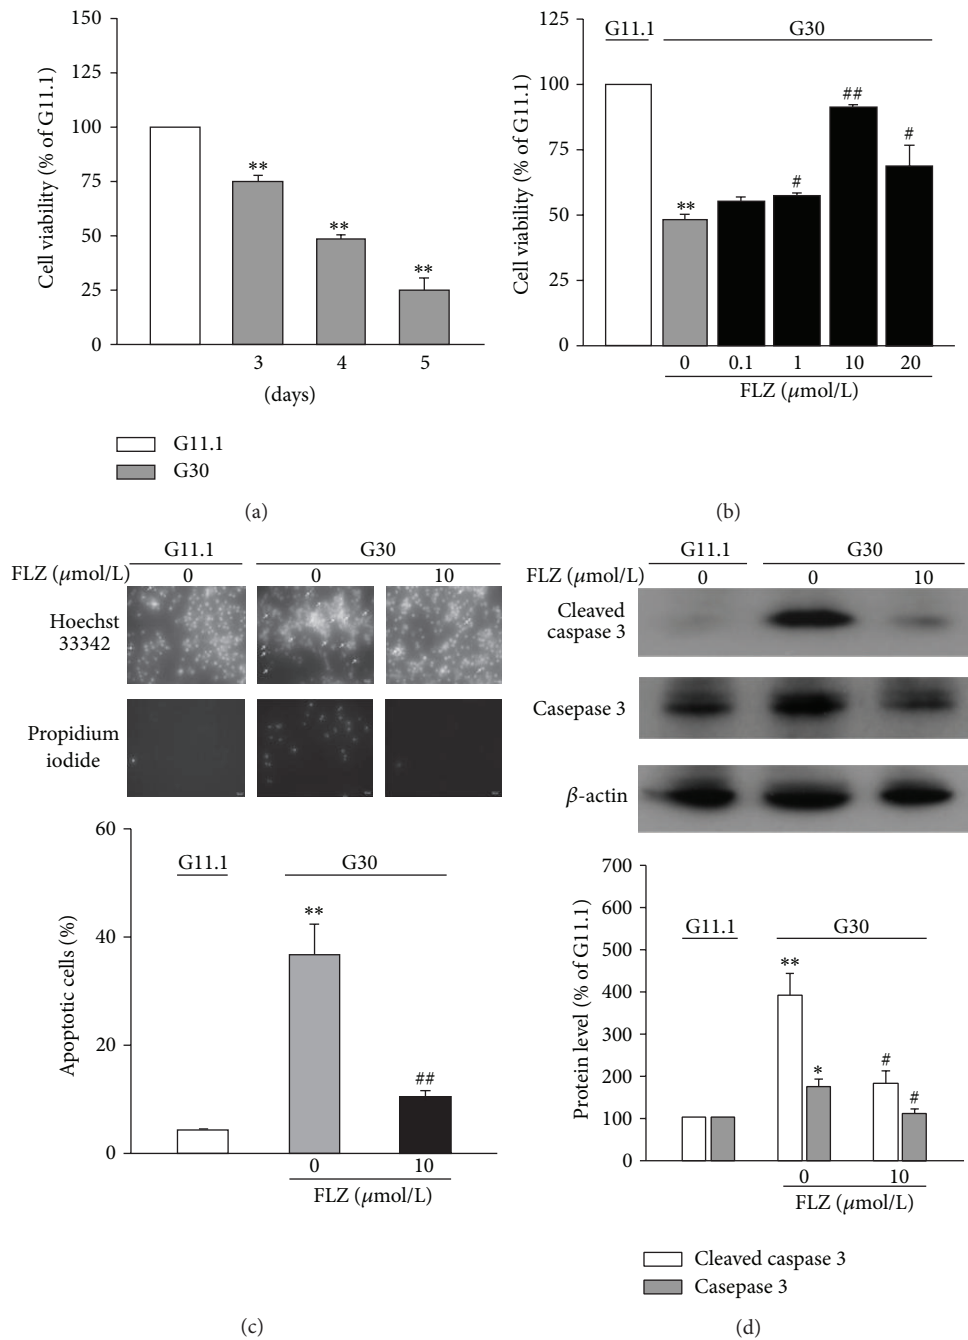 150
125
100
75
50
25
0
Cell viability (% of G11.1)
**
**
**
3 4 5
(days)
G11.1
G30
(a)
125
100
75
50
25
0
Cell viability (% of G11.1)
G11.1 G30
**
#
##
#
0 0.1 1 10 20
FLZ (μmol/L)
(b)
G11.1 G30
FLZ (μmol/L) 0 0 10
Hoechst
33342
Propidium
iodide
60
40
20
0
Apoptotic cells (%)
G11.1 G30
**
##
0 10
FLZ (μmol/L)
(c)
G11.1 G30
FLZ (μmol/L) 0 0 10
Cleaved
caspase 3
Casepase 3
β-actin
700
600
500
400
300
200
100
0
Protein level (% of G11.1)
G11.1 G30
**
*
#
#
0 10
FLZ (μmol/L)
Cleaved caspase 3
Casepase 3
(d)